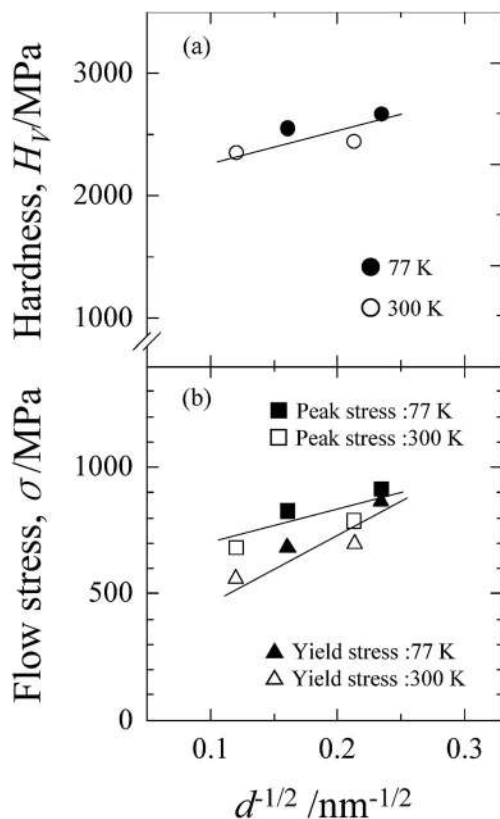 (a)
3000
2000
1000
Hardness, H_V/MPa
77 K
300 K
(b)
Peak stress :77 K
Peak stress :300 K
1000
500
0
Flow stress, σ/MPa
Yield stress :77 K
Yield stress :300 K
0.1 0.2 0.3
d^-1/2 /nm^-1/2